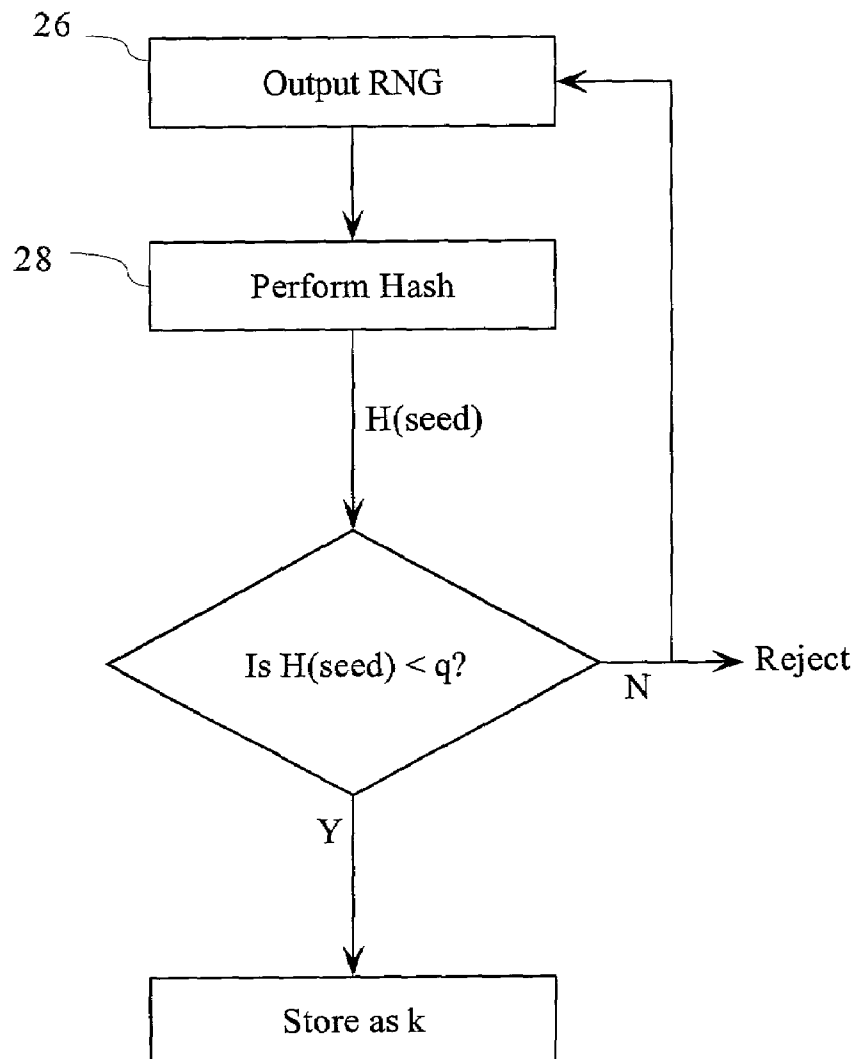 26
Output RNG
28
Perform Hash
H(seed)
Is H(seed) < q?
N
Reject
Y
Store as k